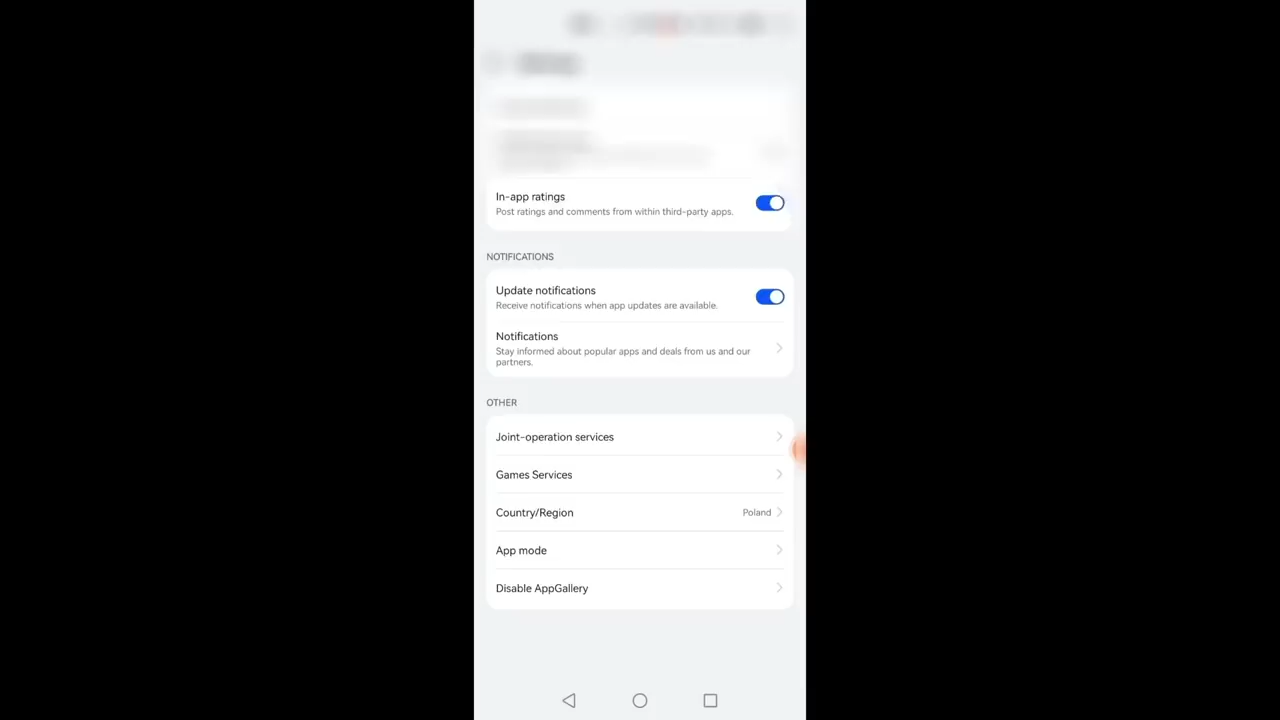 In-app ratings
Post ratings and comments from within third-party apps.
NOTIFICATIONS
Update notifications
Receive notifications when app updates are available.
Notifications
Stay informed about popular apps and deals from us and our
partners.
OTHER
Joint-operation services
Games Services
Country/Region Poland
App mode
Disable AppGallery